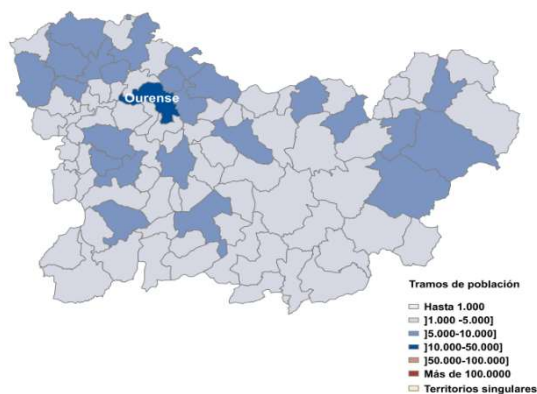 Ourense
Tramos de población
Hasta 1.000
]1.000 -5.000]
]5.000-10.000]
]10.000-50.000]
]50.000-100.000]
Más de 100.0000
Territorios singulares